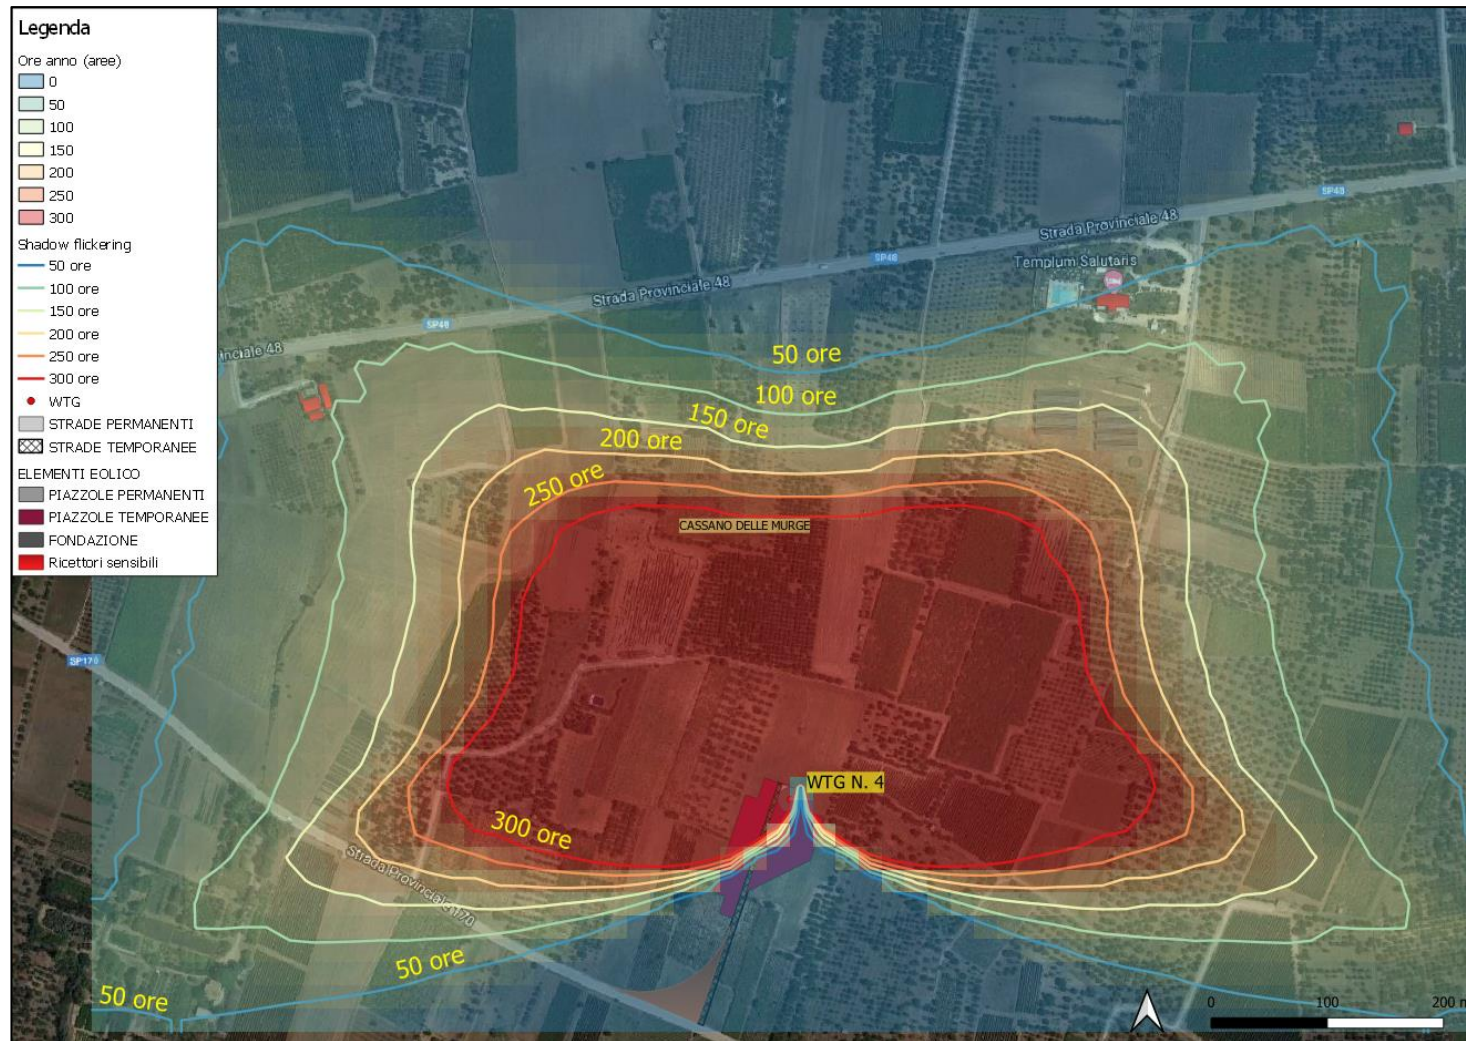 Legenda
Ore anno (aree)
0
50
100
150
200
250
300
Shadow flickering
50 ore
100 ore
150 ore
200 ore
250 ore
300 ore
WTG
STRADE PERMANENTI
STRADE TEMPORANEE
ELEMENTI EOLICO
PIAZZOLE PERMANENTI
PIAZZOLE TEMPORANEE
FONDAZIONE
Ricettori sensibili
SP48
Strada Provinciale 48
Templum Salutaris
SP48
Strada Provinciale 48
SP48
inciale 48
50 ore
100 ore
150 ore
200 ore
250 ore
CASSANO DELLE MURGE
SP170
WTG N. 4
300 ore
Strada Provinciale 170
50 ore
50 ore
0 100 200 m